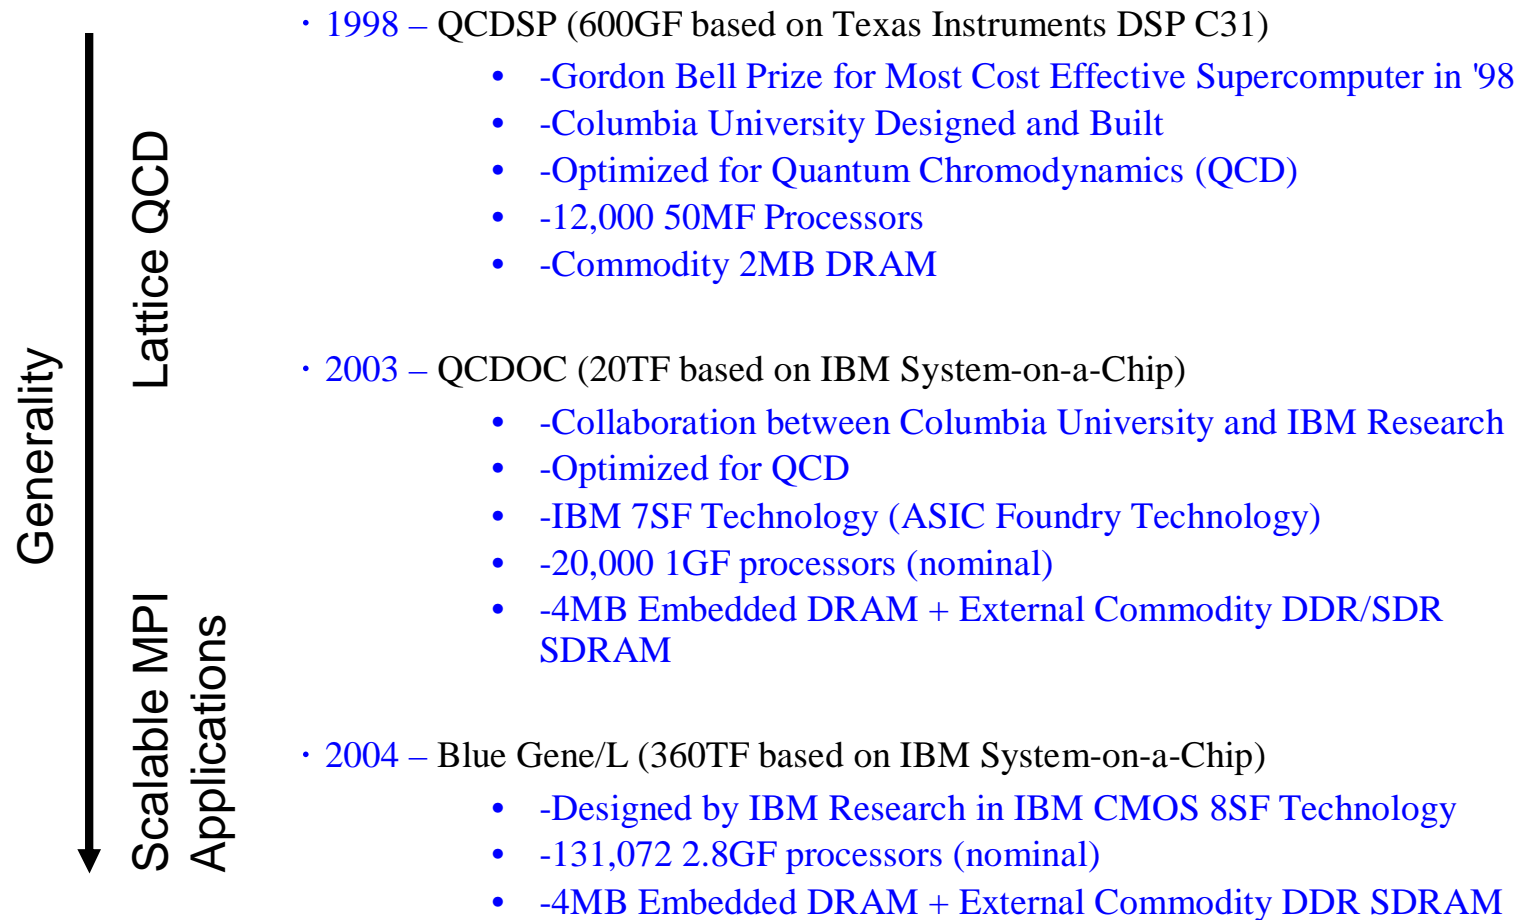 Generality
Lattice QCD
Scalable MPI
Applications
· 1998 – QCDSP (600GF based on Texas Instruments DSP C31)
• -Gordon Bell Prize for Most Cost Effective Supercomputer in '98
• -Columbia University Designed and Built
• -Optimized for Quantum Chromodynamics (QCD)
• -12,000 50MF Processors
• -Commodity 2MB DRAM
· 2003 – QCDOC (20TF based on IBM System-on-a-Chip)
• -Collaboration between Columbia University and IBM Research
• -Optimized for QCD
• -IBM 7SF Technology (ASIC Foundry Technology)
• -20,000 1GF processors (nominal)
• -4MB Embedded DRAM + External Commodity DDR/SDR
SDRAM
· 2004 – Blue Gene/L (360TF based on IBM System-on-a-Chip)
• -Designed by IBM Research in IBM CMOS 8SF Technology
• -131,072 2.8GF processors (nominal)
• -4MB Embedded DRAM + External Commodity DDR SDRAM